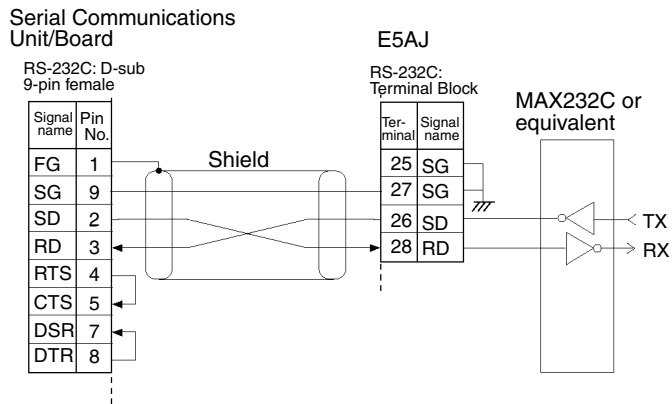 Serial Communications
Unit/Board
RS-232C: D-sub
9-pin female
Signal name Pin No.
FG 1
SG 9
SD 2
RD 3
RTS 4
CTS 5
DSR 7
DTR 8
Shield
E5AJ
RS-232C:
Terminal Block
Ter-minal Signal name
25 SG
27 SG
26 SD
28 RD
MAX232C or
equivalent
TX
RX